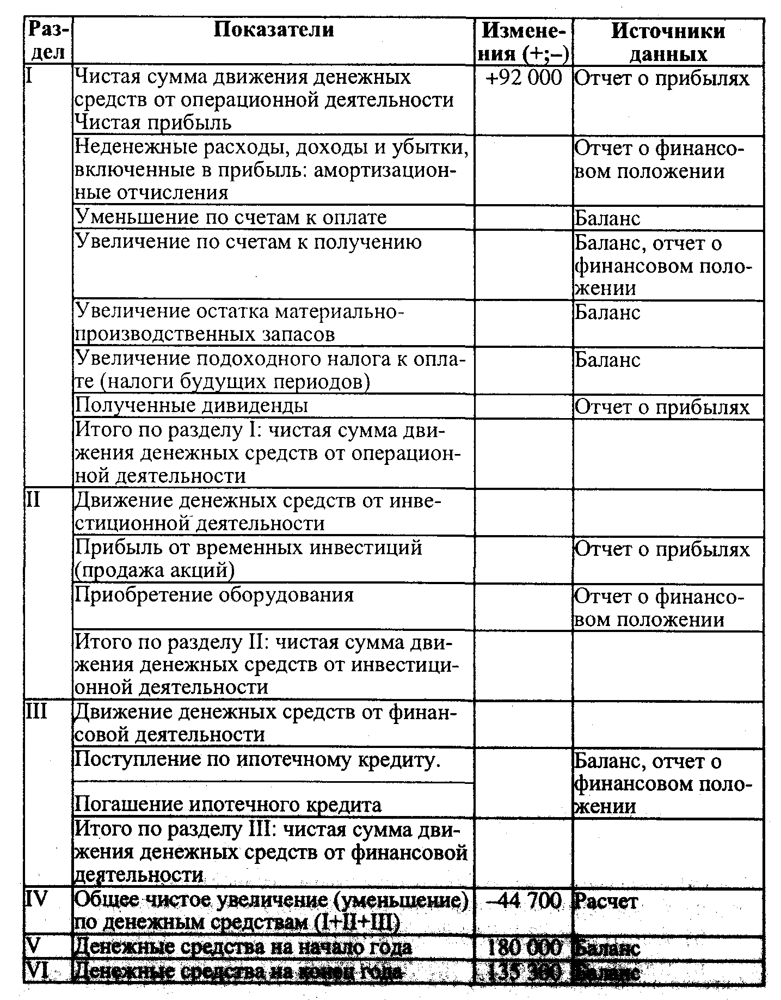 Раз- Показатели Измене- Источники
дел ния (+;–) данных
I Чистая сумма движения денежных +92 000 Отчет о прибылях
средств от операционной деятельности
Чистая прибыль
Неденежные расходы, доходы и убытки, Отчет о финансо-
включенные в прибыль: амортизацион- вом положении
ные отчисления
Уменьшение по счетам к оплате Баланс
Увеличение по счетам к получению Баланс, отчет о
финансовом поло-
жении
Увеличение остатка материально- Баланс
производственных запасов
Увеличение подоходного налога к опла- Баланс
те (налоги будущих периодов)
Полученные дивиденды Отчет о прибылях
Итого по разделу I: чистая сумма дви-
жения денежных средств от операцион-
ной деятельности
II Движение денежных средств от инве-
стиционной деятельности
Прибыль от временных инвестиций Отчет о прибылях
(продажа акций)
Приобретение оборудования Отчет о финансо-
вом положении
Итого по разделу II: чистая сумма дви-
жения денежных средств от инвестици-
онной деятельности
III Движение денежных средств от финан-
совой деятельности
Поступление по ипотечному кредиту. Баланс, отчет о
финансовом поло-
Погашение ипотечного кредита жении
Итого по разделу III: чистая сумма дви-
жения денежных средств от финансовой
деятельности
IV Общее чистое увеличение (уменьшение) –44 700 Расчет
по денежным средствам (I+II+III)
V Денежные средства на начало года 180 000 Баланс
VI Денежные средства на конец года 135 300 Баланс